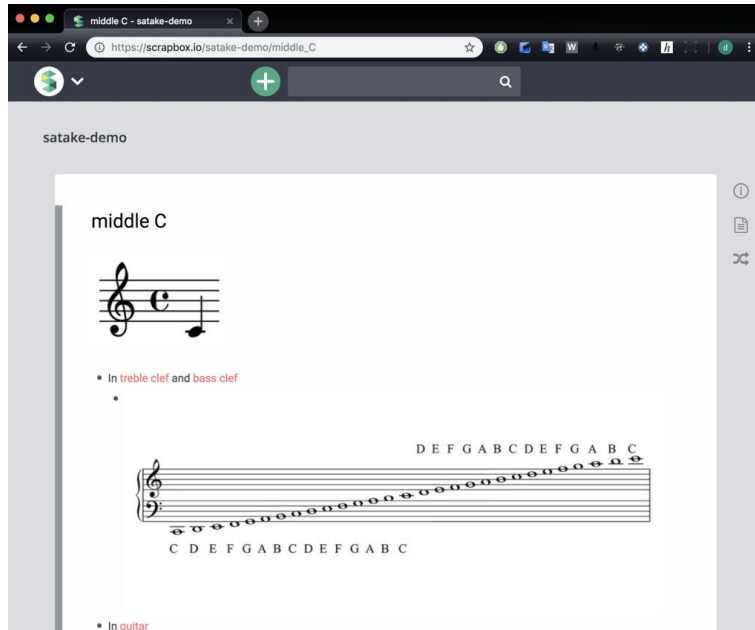 middle C - satake-demo
https://scrapbox.io/satake-demo/middle_C
W
h
d
satake-demo
middle C
In treble clef and bass clef
D E F G A B C D E F G A B C
C D E F G A B C D E F G A B C
In guitar